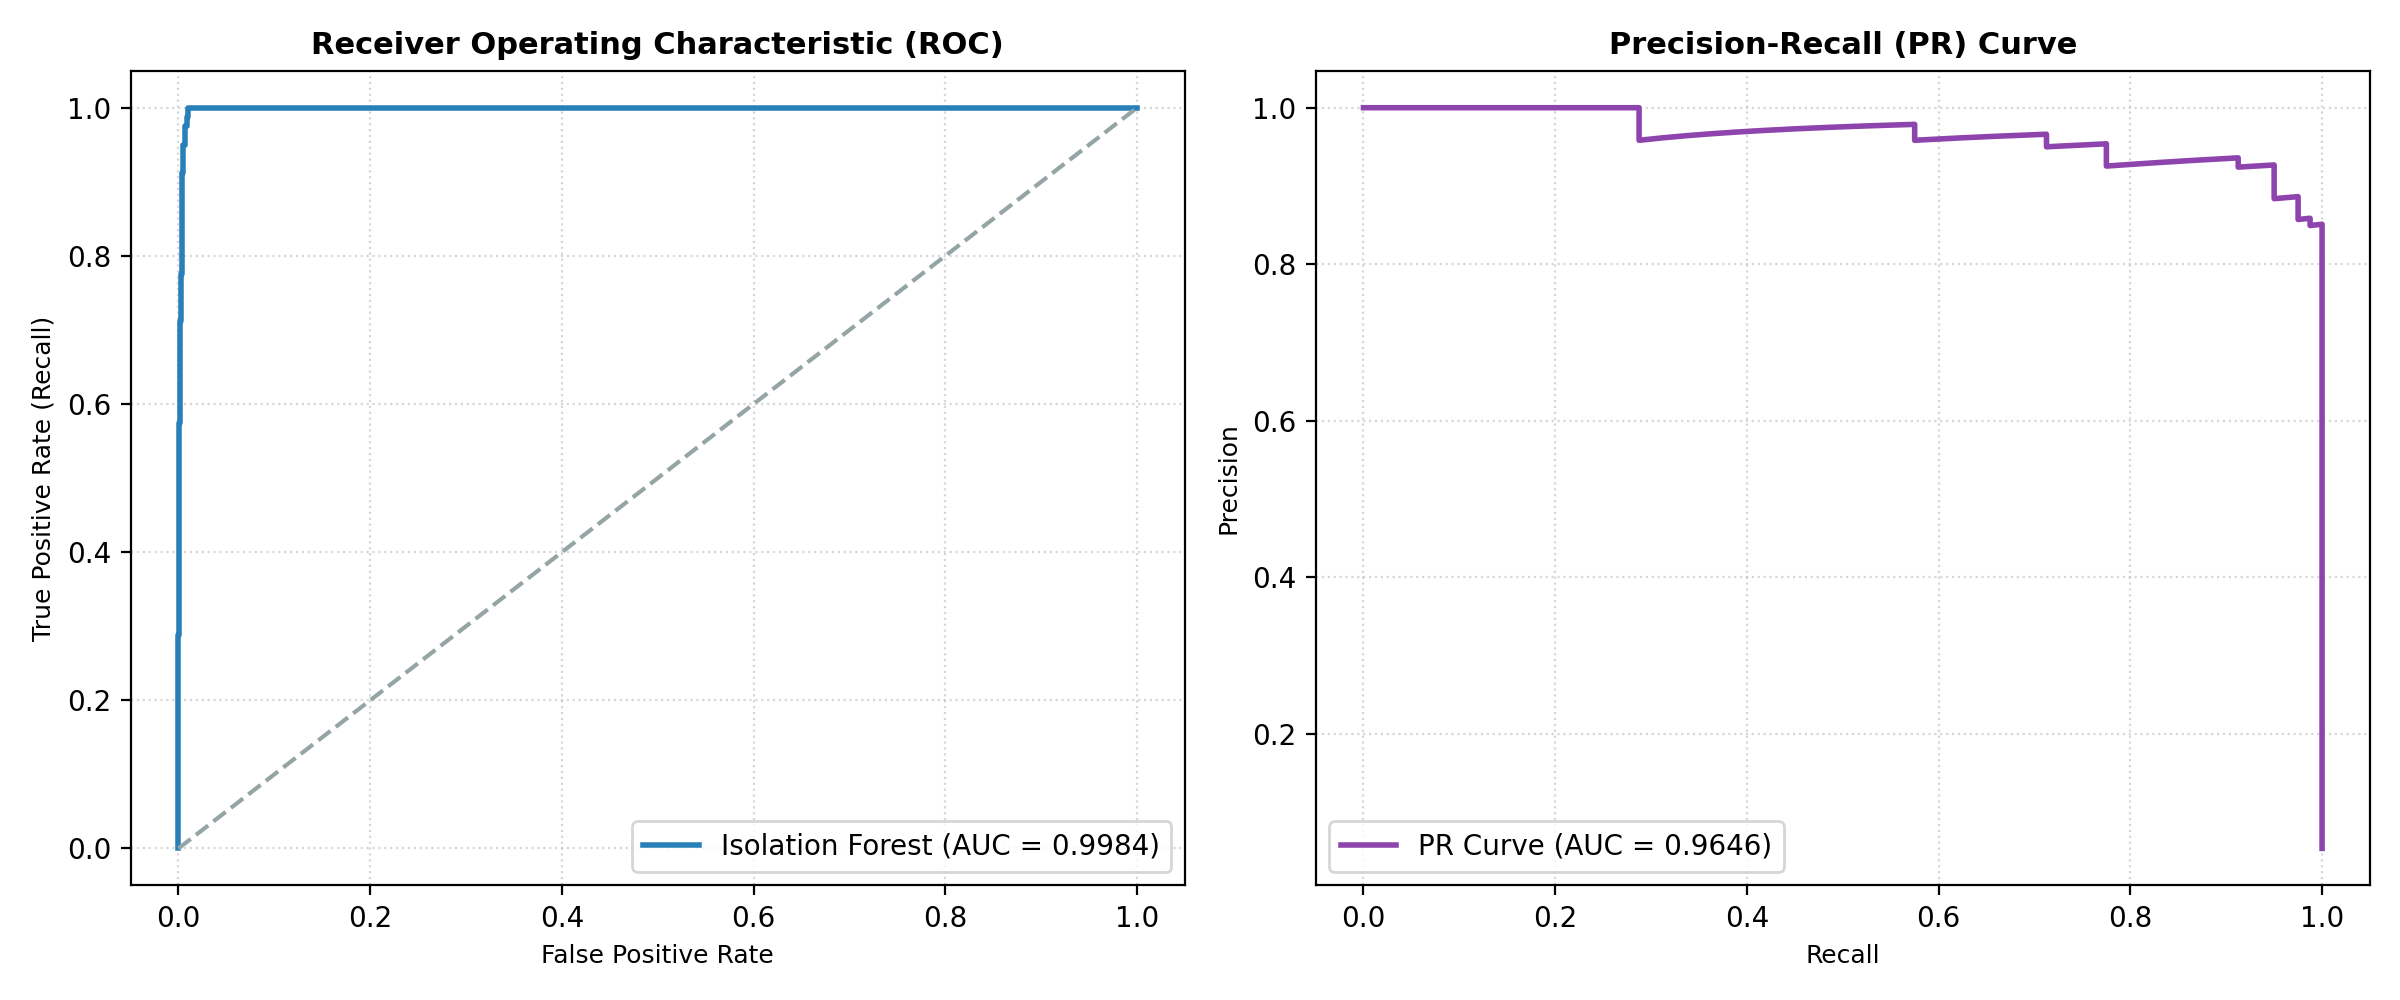 Receiver Operating Characteristic (ROC)
True Positive Rate (Recall)
1.0
0.8
0.6
0.4
0.2
0.0
Isolation Forest (AUC = 0.9984)
0.0 0.2 0.4 0.6 0.8 1.0
False Positive Rate
Precision-Recall (PR) Curve
Precision
1.0
0.8
0.6
0.4
0.2
PR Curve (AUC = 0.9646)
0.0 0.2 0.4 0.6 0.8 1.0
Recall